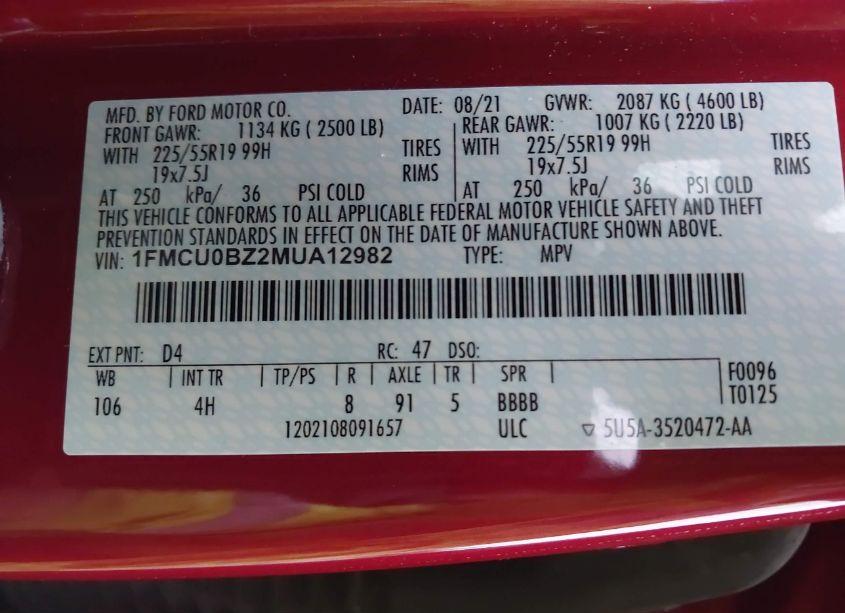 MFD. BY FORD MOTOR CO. DATE: 08/21 GVWR: 2087 KG ( 4600 LB)
FRONT GAWR: 1134 KG ( 2500 LB) REAR GAWR: 1007 KG ( 2220 LB)
WITH 225/55R19 99H TIRES WITH 225/55R19 99H TIRES
19x7.5J RIMS 19x7.5J RIMS
AT 250 kPa/ 36 PSI COLD AT 250 kPa/ 36 PSI COLD
THIS VEHICLE CONFORMS TO ALL APPLICABLE FEDERAL MOTOR VEHICLE SAFETY AND THEFT
PREVENTION STANDARDS IN EFFECT ON THE DATE OF MANUFACTURE SHOWN ABOVE.
VIN: 1FMCU0BZ2MUA12982 TYPE: MPV
EXT PNT: D4 RC: 47 DSO:
WB INT TR TP/PS R AXLE TR SPR F0096
106 4H 8 91 5 BBBB T0125
1202108091657 ULC 5U5A-3520472-AA